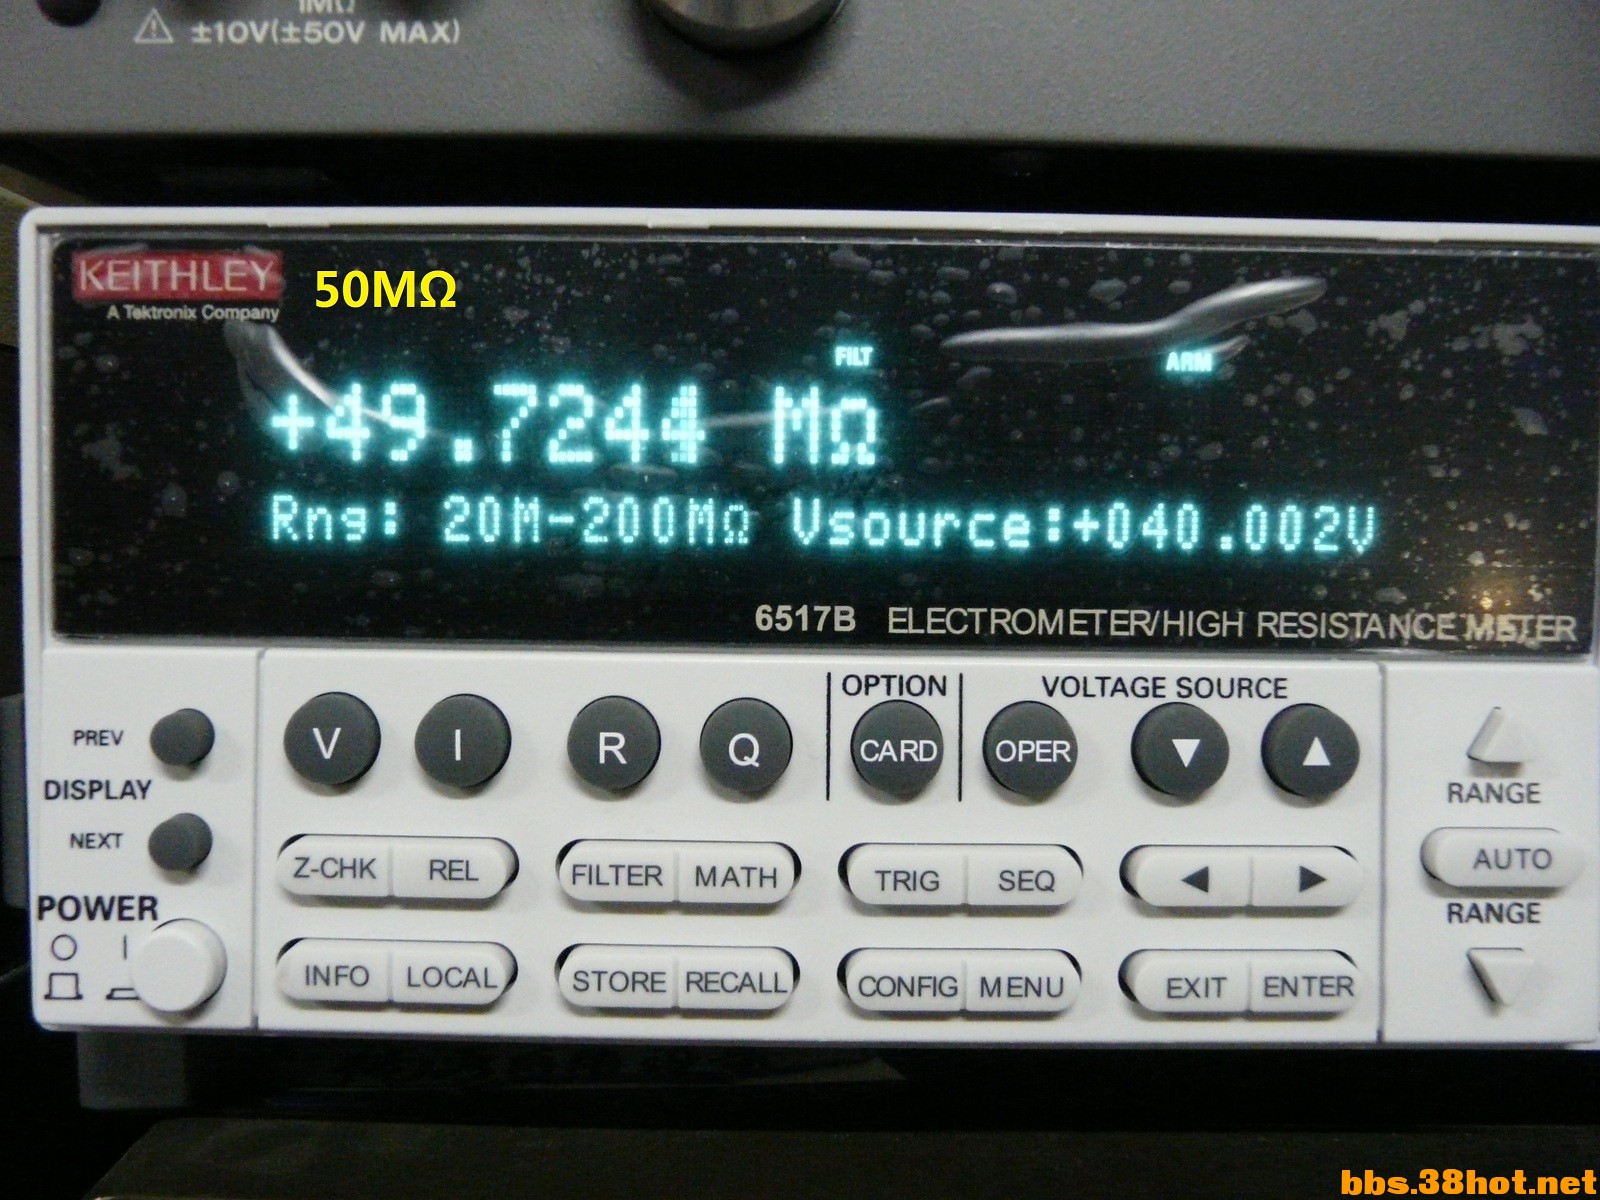 1MΩ
⚠ ±10V(±50V MAX)
KEITHLEY
A Tektronix Company
50MΩ
FILT
ARM
+49.7244 MΩ
Rng: 20M-200MΩ Vsource:+040.002V
6517B ELECTROMETER/HIGH RESISTANCE METER
PREV
DISPLAY
NEXT
POWER
V
I
R
Q
OPTION
CARD
VOLTAGE SOURCE
OPER
▼
▲
Z-CHK
REL
FILTER
MATH
TRIG
SEQ
◀
▶
INFO
LOCAL
STORE
RECALL
CONFIG
MENU
EXIT
ENTER
RANGE
AUTO
RANGE
bbs.38hot.net